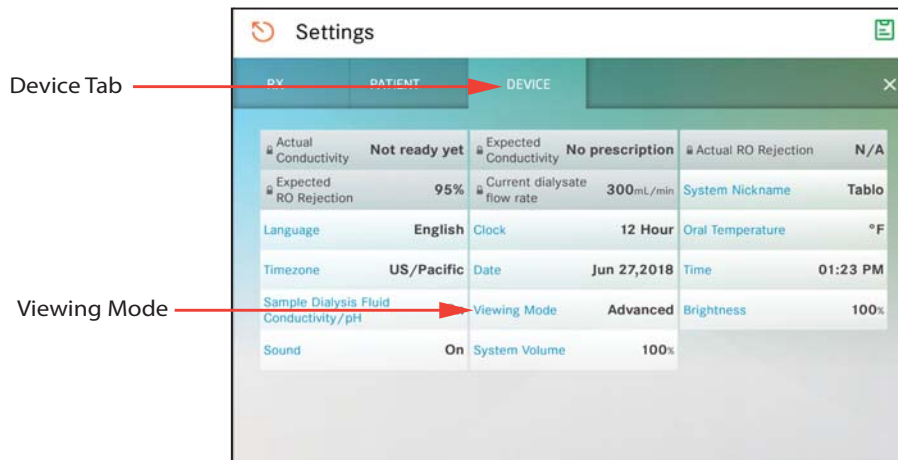 Settings
Device Tab
RX PATIENT DEVICE
Actual
Conductivity Not ready yet
Expected
Conductivity No prescription
Actual RO Rejection N/A
Expected
RO Rejection 95%
Current dialysate
flow rate 300mL/min
System Nickname Tablo
Language English
Clock 12 Hour
Oral Temperature °F
Timezone US/Pacific
Date Jun 27,2018
Time 01:23 PM
Viewing Mode
Sample Dialysis Fluid
Conductivity/pH
Viewing Mode Advanced
Brightness 100%
Sound On
System Volume 100%